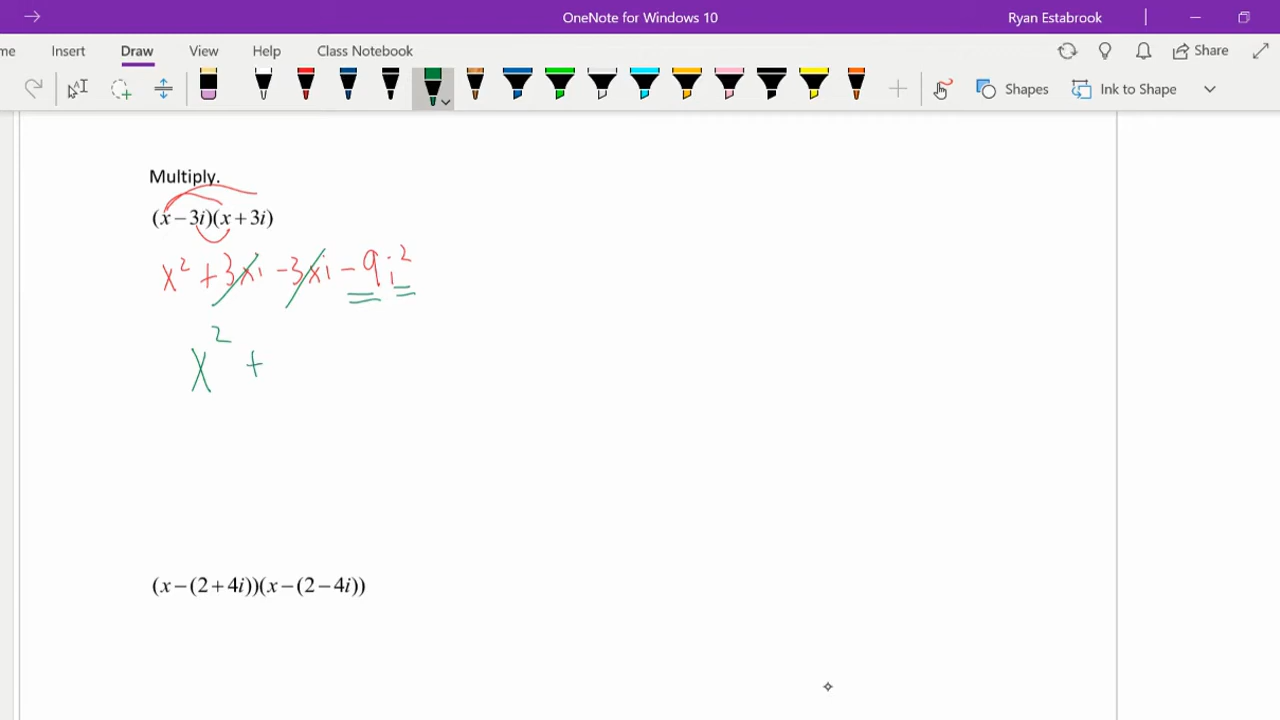 OneNote for Windows 10
Ryan Estabrook
me Insert Draw View Help Class Notebook Share
Shapes Ink to Shape
Multiply.
(x−3i)(x+3i)
x² +3xi −3xi −9i²
x² +
(x−(2+4i))(x−(2−4i))